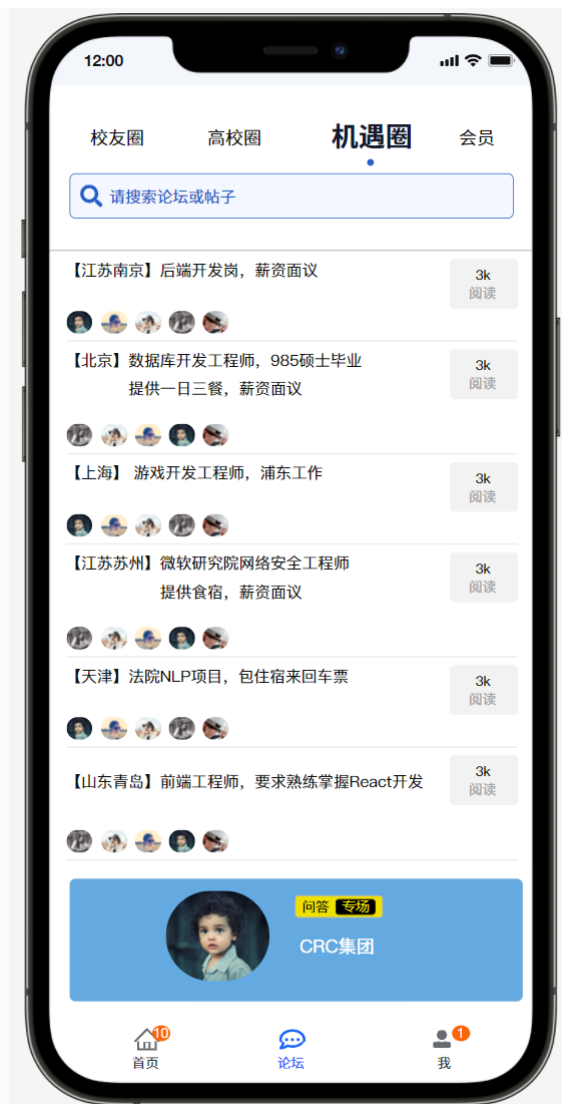 12:00
校友圈 高校圈 机遇圈 会员
请搜索论坛或帖子
【江苏南京】后端开发岗，薪资面议
3k
阅读
【北京】数据库开发工程师，985硕士毕业
提供一日三餐，薪资面议
3k
阅读
【上海】 游戏开发工程师，浦东工作
3k
阅读
【江苏苏州】微软研究院网络安全工程师
提供食宿，薪资面议
3k
阅读
【天津】法院NLP项目，包住宿来回车票
3k
阅读
【山东青岛】前端工程师，要求熟练掌握React开发
3k
阅读
问答 专场
CRC集团
10
1
首页 论坛 我